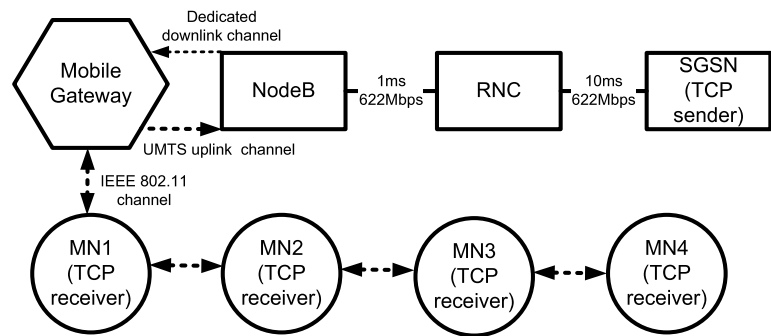 Dedicated
downlink channel
Mobile
Gateway
NodeB
1ms
622Mbps
RNC
10ms
622Mbps
SGSN
(TCP
sender)
UMTS uplink channel
IEEE 802.11
channel
MN1
(TCP
receiver)
MN2
(TCP
receiver)
MN3
(TCP
receiver)
MN4
(TCP
receiver)